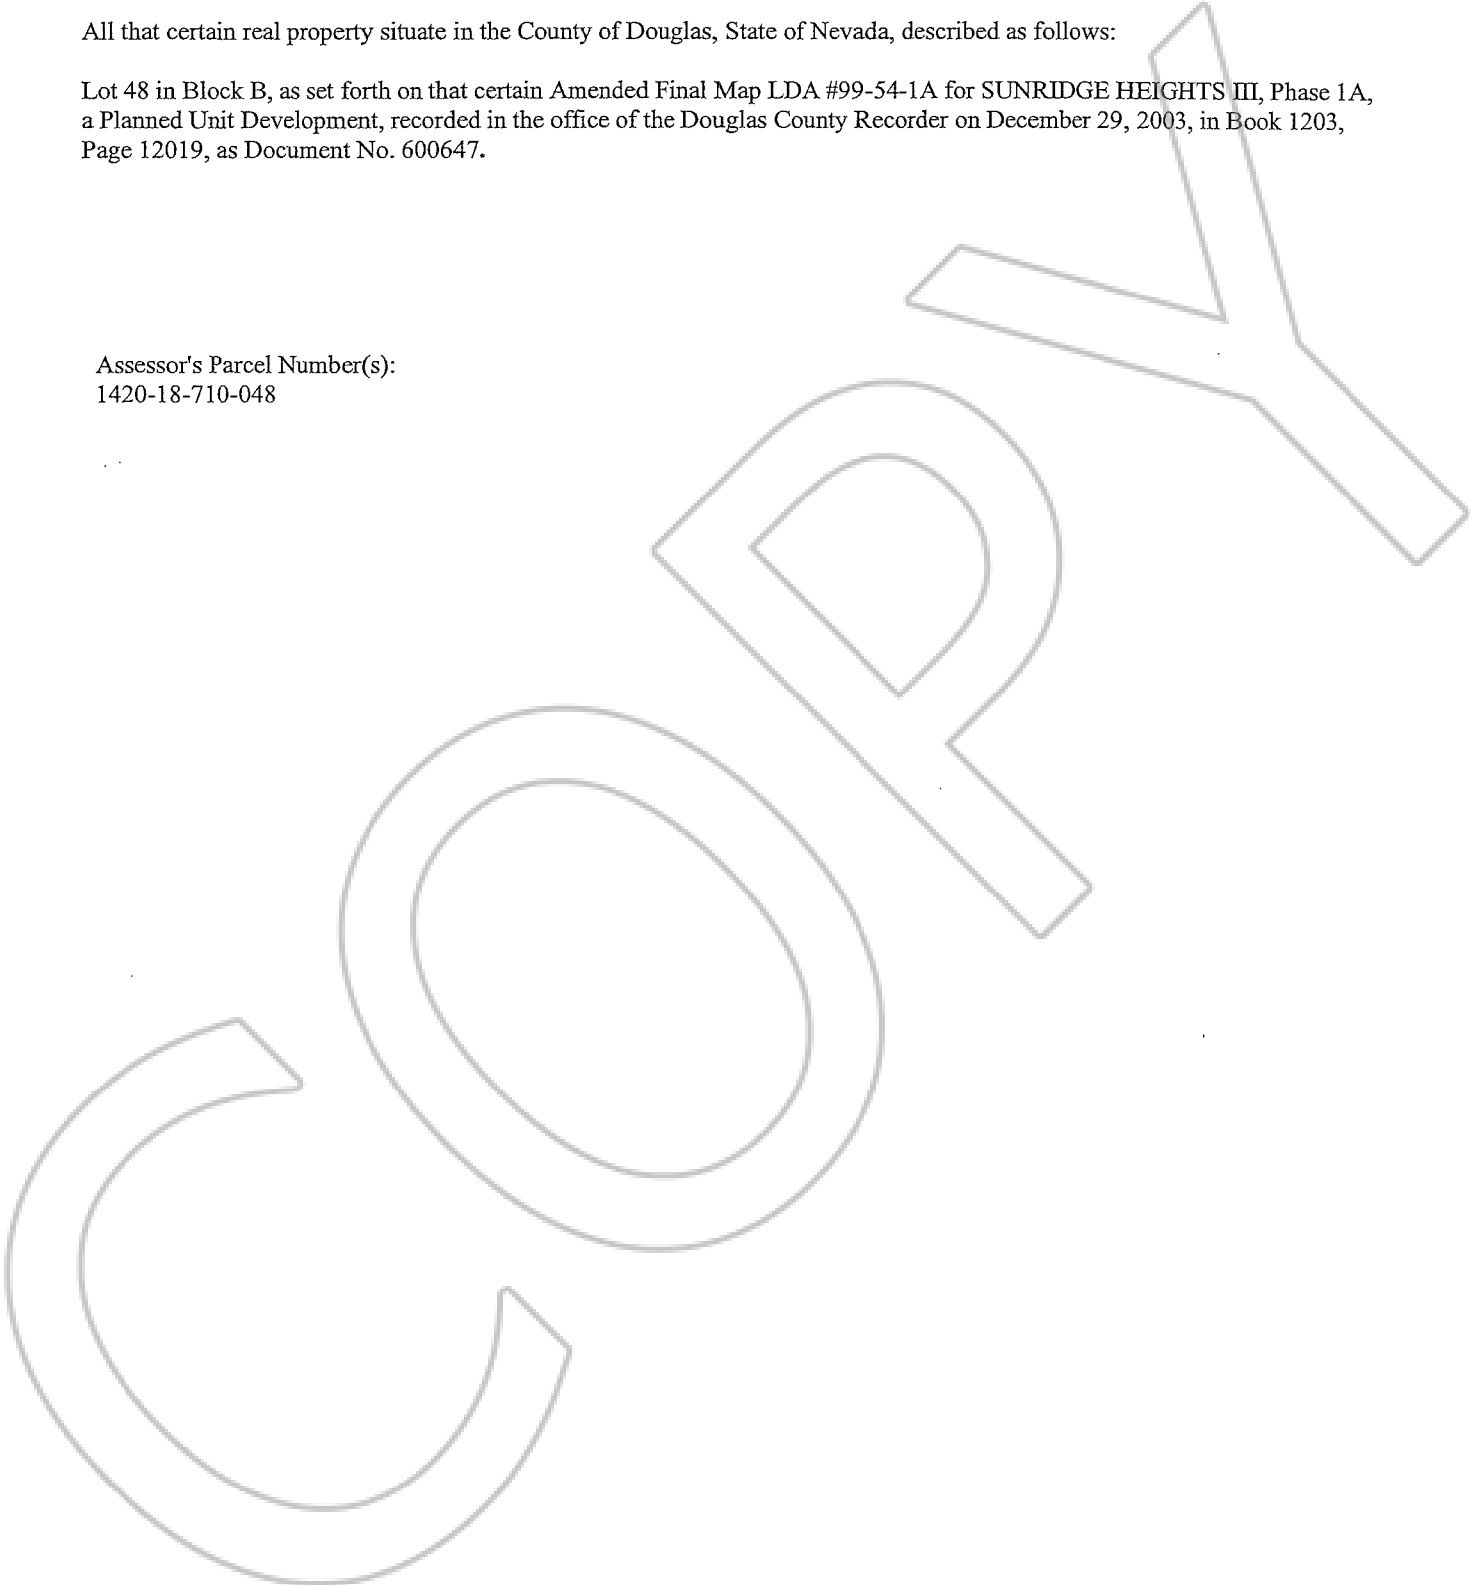 All that certain real property situate in the County of Douglas, State of Nevada, described as follows:
Lot 48 in Block B, as set forth on that certain Amended Final Map LDA #99-54-1A for SUNRIDGE HEIGHTS III, Phase 1A,
a Planned Unit Development, recorded in the office of the Douglas County Recorder on December 29, 2003, in Book 1203,
Page 12019, as Document No. 600647.
Assessor's Parcel Number(s):
1420-18-710-048
COPY